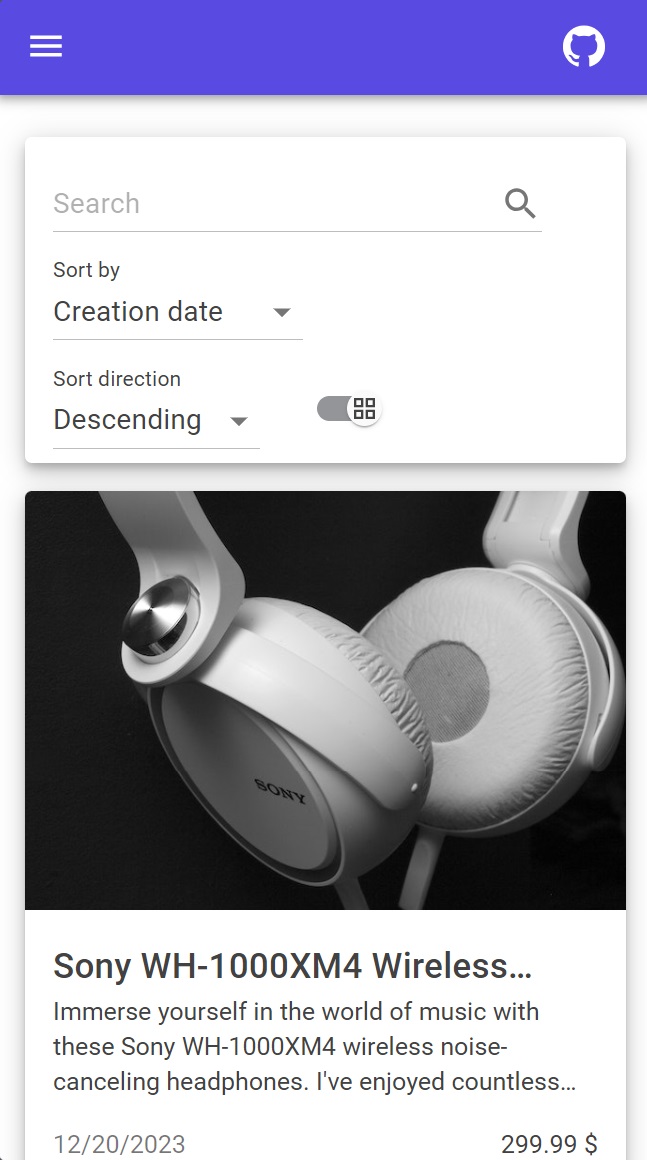 Search
Sort by
Creation date
Sort direction
Descending
SONY
Sony WH-1000XM4 Wireless…
Immerse yourself in the world of music with
these Sony WH-1000XM4 wireless noise-
canceling headphones. I've enjoyed countless…
12/20/2023
299.99 $